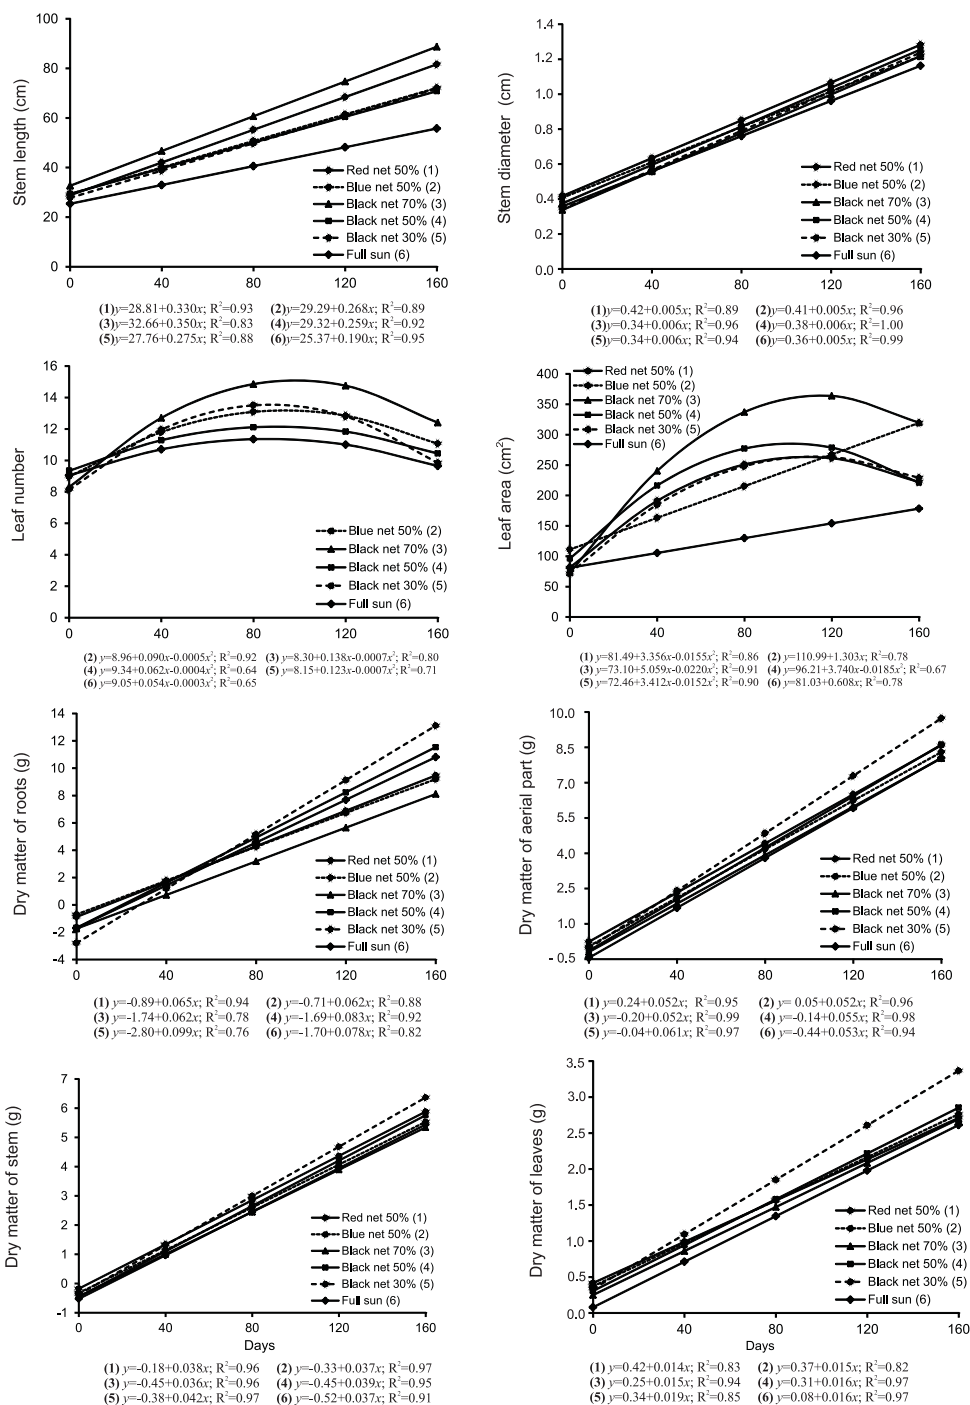 Stem length (cm)
100
80
60
40
20
0
0 40 80 120 160
Red net 50% (1)
Blue net 50% (2)
Black net 70% (3)
Black net 50% (4)
Black net 30% (5)
Full sun (6)
(1)y=28.81+0.330x; R²=0.93 (2)y=29.29+0.268x; R²=0.89
(3)y=32.66+0.350x; R²=0.83 (4)y=29.32+0.259x; R²=0.92
(5)y=27.76+0.275x; R²=0.88 (6)y=25.37+0.190x; R²=0.95
Stem diameter (cm)
1.4
1.2
1.0
0.8
0.6
0.4
0.2
0.0
0 40 80 120 160
Red net 50% (1)
Blue net 50% (2)
Black net 70% (3)
Black net 50% (4)
Black net 30% (5)
Full sun (6)
(1)y=0.42+0.005x; R²=0.89 (2)y=0.41+0.005x; R²=0.96
(3)y=0.34+0.006x; R²=0.96 (4)y=0.38+0.006x; R²=1.00
(5)y=0.34+0.006x; R²=0.94 (6)y=0.36+0.005x; R²=0.99
Leaf number
16
14
12
10
8
6
4
2
0
0 40 80 120 160
Blue net 50% (2)
Black net 70% (3)
Black net 50% (4)
Black net 30% (5)
Full sun (6)
(2) y=8.96+0.090x-0.0005x²; R²=0.92 (3) y=8.30+0.138x-0.0007x²; R²=0.80
(4) y=9.34+0.062x-0.0004x²; R²=0.64 (5) y=8.15+0.123x-0.0007x²; R²=0.71
(6) y=9.05+0.054x-0.0003x²; R²=0.65
Leaf area (cm²)
400
350
300
250
200
150
100
50
0
0 40 80 120 160
Red net 50% (1)
Blue net 50% (2)
Black net 70% (3)
Black net 50% (4)
Black net 30% (5)
Full sun (6)
(1) y=81.49+3.356x-0.0155x²; R²=0.86 (2) y=110.99+1.303x; R²=0.78
(3) y=73.10+5.059x-0.0220x²; R²=0.91 (4) y=96.21+3.740x-0.0185x²; R²=0.67
(5) y=72.46+3.412x-0.0152x²; R²=0.90 (6) y=81.03+0.608x; R²=0.78
Dry matter of roots (g)
14
12
10
8
6
4
2
0
-2
-4
0 40 80 120 160
Red net 50% (1)
Blue net 50% (2)
Black net 70% (3)
Black net 50% (4)
Black net 30% (5)
Full sun (6)
(1) y=-0.89+0.065x; R²=0.94 (2) y=-0.71+0.062x; R²=0.88
(3) y=-1.74+0.062x; R²=0.78 (4) y=-1.69+0.083x; R²=0.92
(5) y=-2.80+0.099x; R²=0.76 (6) y=-1.70+0.078x; R²=0.82
Dry matter of aerial part (g)
10.0
8.5
7.0
5.5
4.0
2.5
1.0
- 0.5
0 40 80 120 160
Red net 50% (1)
Blue net 50% (2)
Black net 70% (3)
Black net 50% (4)
Black net 30% (5)
Full sun (6)
(1) y=0.24+0.052x; R²=0.95 (2) y= 0.05+0.052x; R²=0.96
(3) y=-0.20+0.052x; R²=0.99 (4) y=-0.14+0.055x; R²=0.98
(5) y=-0.04+0.061x; R²=0.97 (6) y=-0.44+0.053x; R²=0.94
Dry matter of stem (g)
7
6
5
4
3
2
1
0
-1
0 40 80 120 160
Days
Red net 50% (1)
Blue net 50% (2)
Black net 70% (3)
Black net 50% (4)
Black net 30% (5)
Full sun (6)
(1) y=-0.18+0.038x; R²=0.96 (2) y=-0.33+0.037x; R²=0.97
(3) y=-0.45+0.036x; R²=0.96 (4) y=-0.45+0.039x; R²=0.95
(5) y=-0.38+0.042x; R²=0.97 (6) y=-0.52+0.037x; R²=0.91
Dry matter of leaves (g)
3.5
3.0
2.5
2.0
1.5
1.0
0.5
0.0
0 40 80 120 160
Days
Red net 50% (1)
Blue net 50% (2)
Black net 70% (3)
Black net 50% (4)
Black net 30% (5)
Full sun (6)
(1) y=0.42+0.014x; R²=0.83 (2) y=0.37+0.015x; R²=0.82
(3) y=0.25+0.015x; R²=0.94 (4) y=0.31+0.016x; R²=0.97
(5) y=0.34+0.019x; R²=0.85 (6) y=0.08+0.016x; R²=0.97